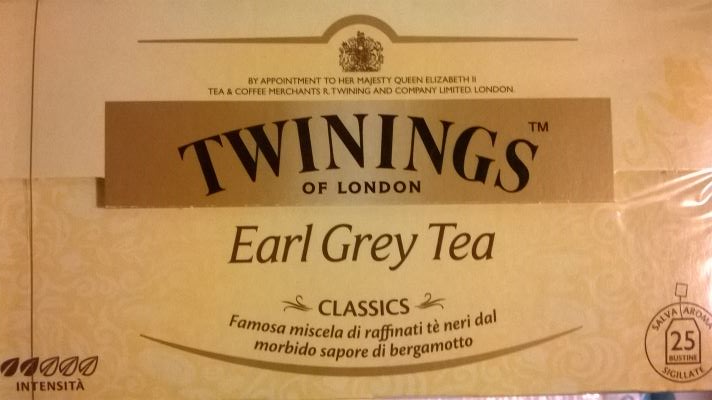 BY APPOINTMENT TO HER MAJESTY QUEEN ELIZABETH II
TEA & COFFEE MERCHANTS R. TWINING AND COMPANY LIMITED. LONDON.
TWININGS™
OF LONDON
Earl Grey Tea
CLASSICS
Famosa miscela di raffinati tè neri dal
morbido sapore di bergamotto
INTENSITÀ
SALVA AROMA
25
BUSTINE
SIGILLATE